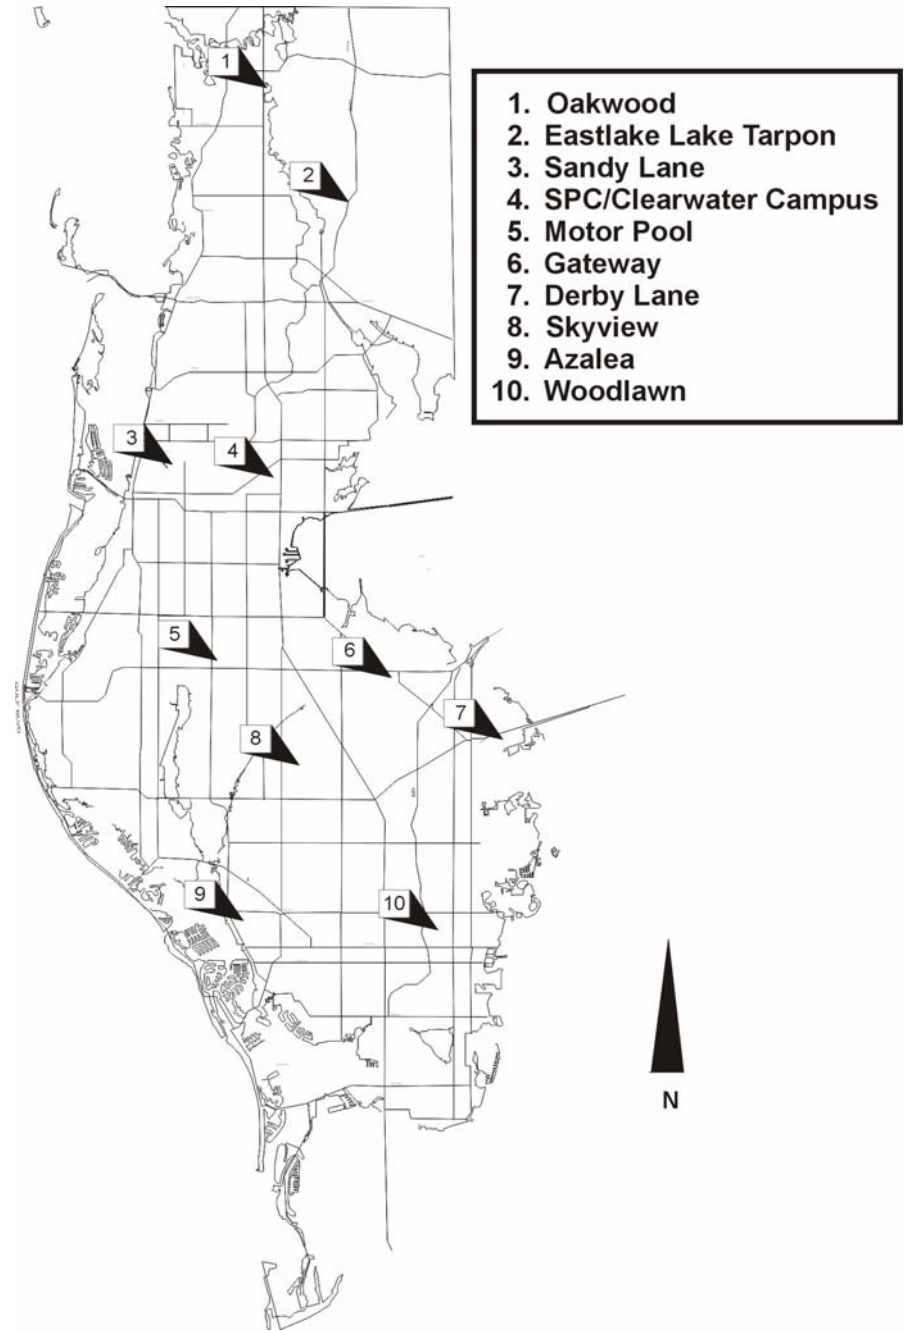 1
2
3
4
5
6
7
8
9
10
1. Oakwood
2. Eastlake Lake Tarpon
3. Sandy Lane
4. SPC/Clearwater Campus
5. Motor Pool
6. Gateway
7. Derby Lane
8. Skyview
9. Azalea
10. Woodlawn
N